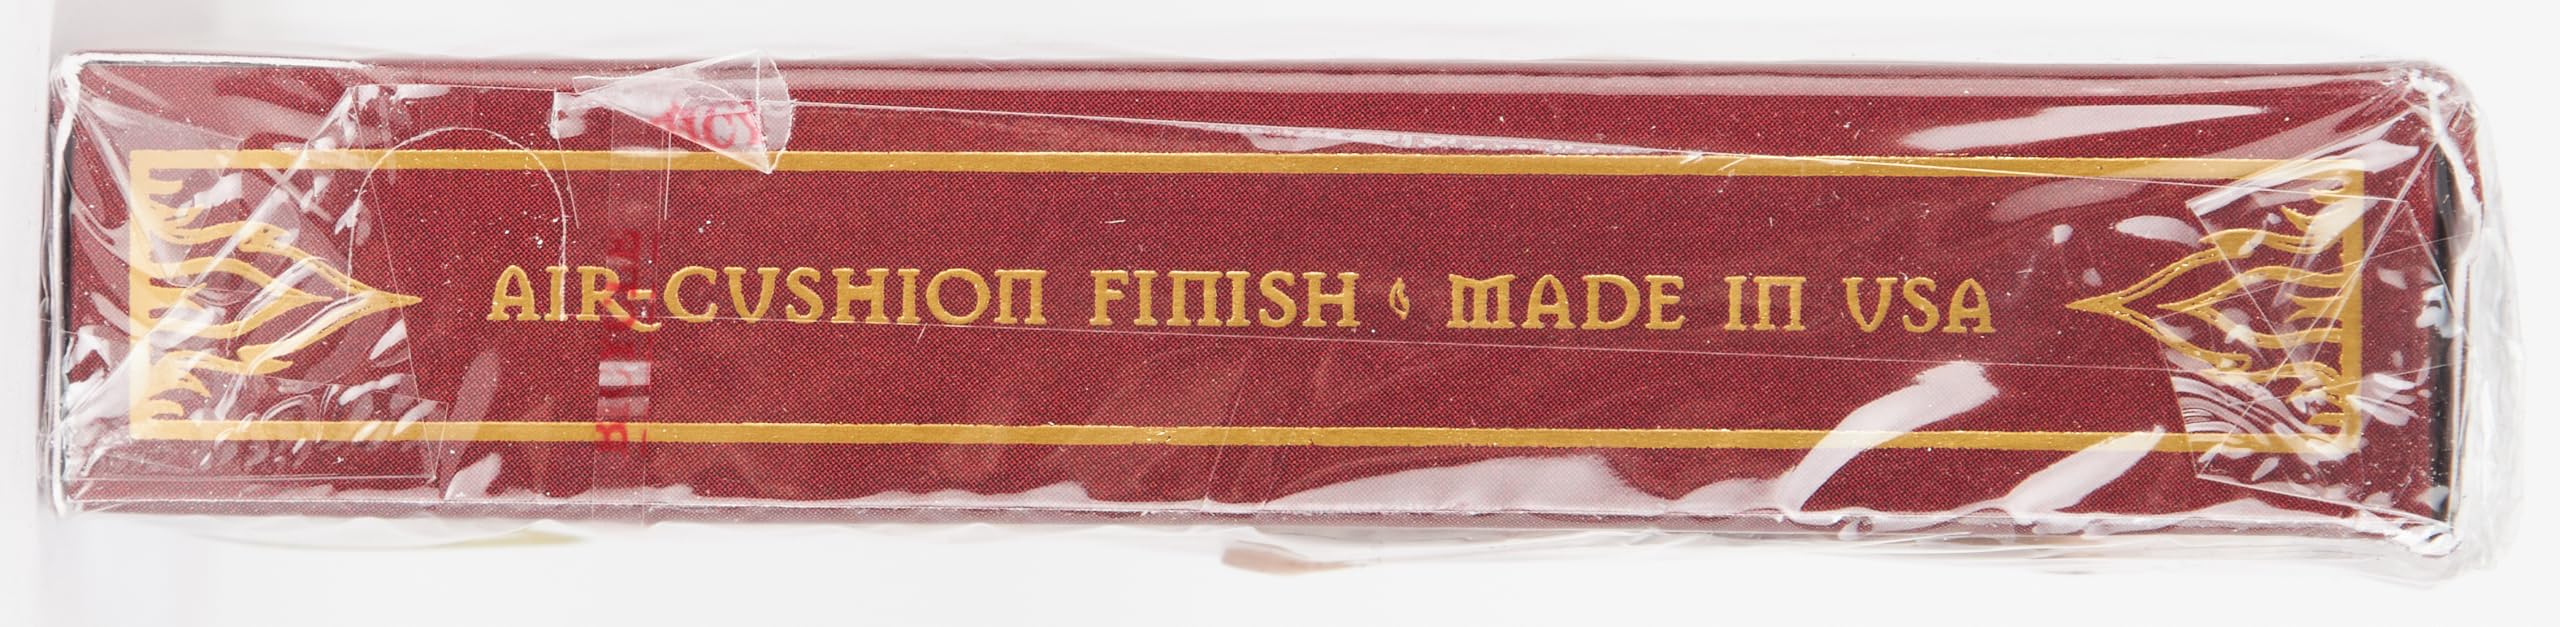 AIR-CUSHION FINISH MADE IN USA